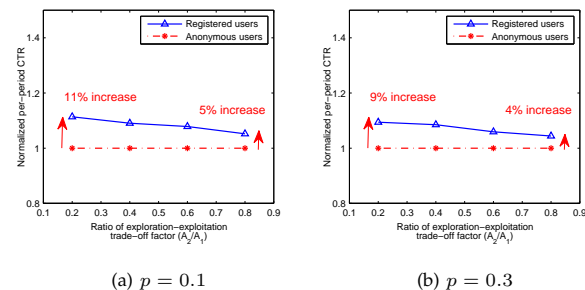 1.4
1.2
1
0.8
Normalized per−period CTR
Registered users
Anonymous users
11% increase
5% increase
0.1 0.2 0.3 0.4 0.5 0.6 0.7 0.8 0.9
Ratio of exploration−exploitation
trade−off factor (A2/A1)
(a) p = 0.1
1.4
1.2
1
0.8
Normalized per−period CTR
Registered users
Anonymous users
9% increase
4% increase
0.1 0.2 0.3 0.4 0.5 0.6 0.7 0.8 0.9
Ratio of exploration−exploitation
trade−off factor (A2/A1)
(b) p = 0.3